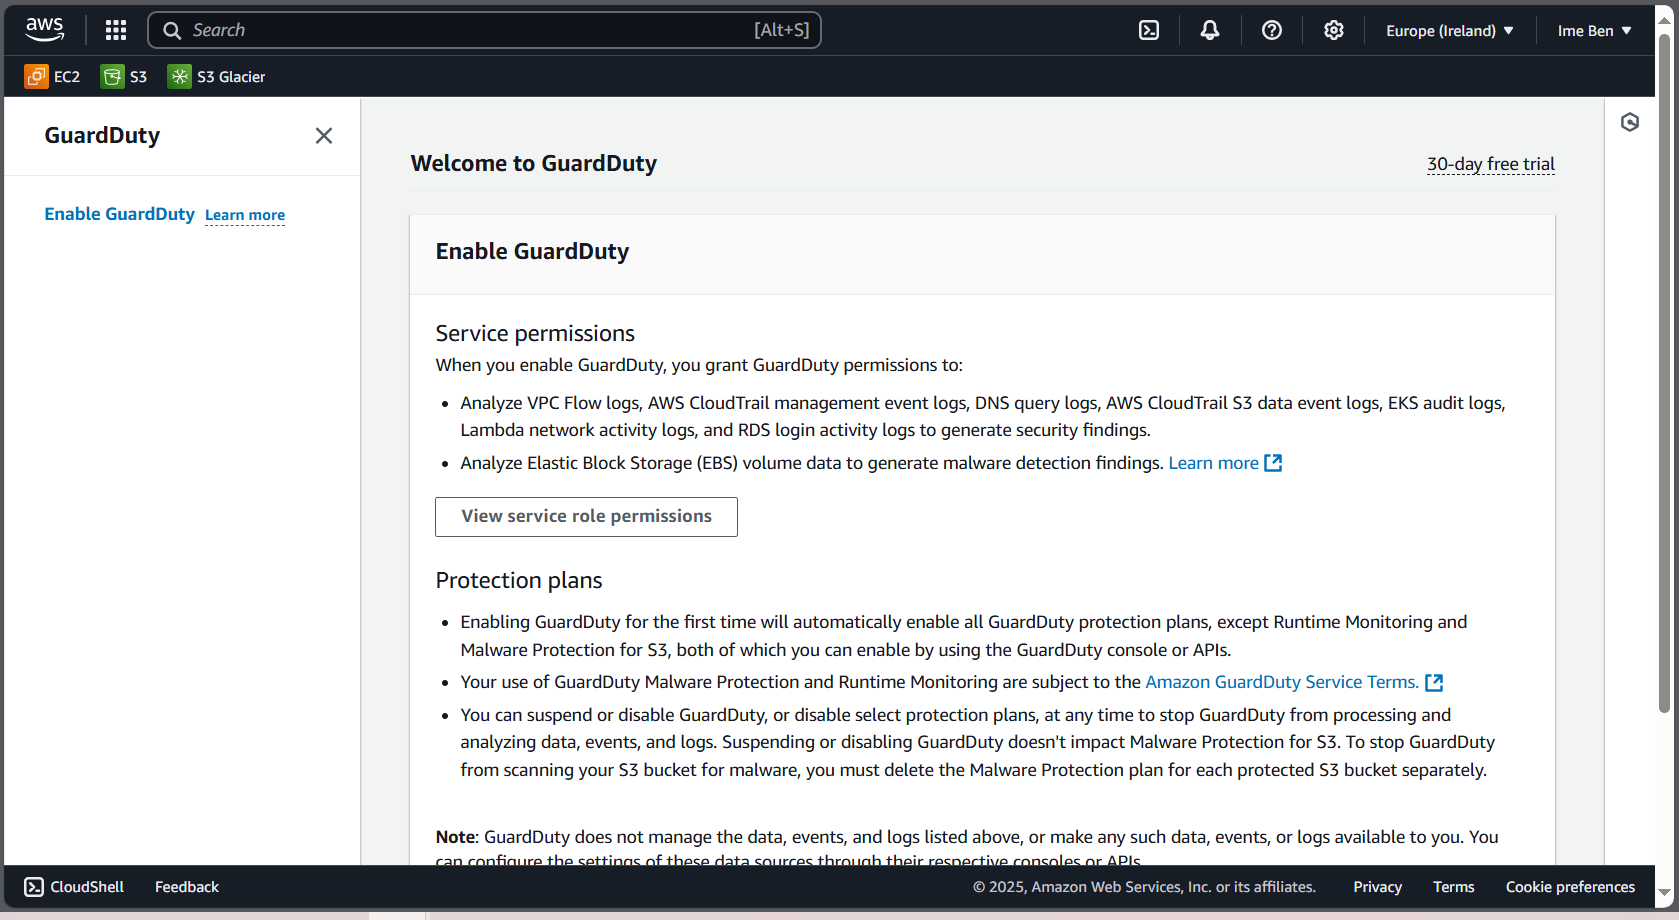 aws
Search [Alt+S]
Europe (Ireland)
Ime Ben
EC2
S3
S3 Glacier
GuardDuty
Enable GuardDuty Learn more
Welcome to GuardDuty
30-day free trial
Enable GuardDuty
Service permissions
When you enable GuardDuty, you grant GuardDuty permissions to:
• Analyze VPC Flow logs, AWS CloudTrail management event logs, DNS query logs, AWS CloudTrail S3 data event logs, EKS audit logs,
Lambda network activity logs, and RDS login activity logs to generate security findings.
• Analyze Elastic Block Storage (EBS) volume data to generate malware detection findings. Learn more
View service role permissions
Protection plans
• Enabling GuardDuty for the first time will automatically enable all GuardDuty protection plans, except Runtime Monitoring and
Malware Protection for S3, both of which you can enable by using the GuardDuty console or APIs.
• Your use of GuardDuty Malware Protection and Runtime Monitoring are subject to the Amazon GuardDuty Service Terms.
• You can suspend or disable GuardDuty, or disable select protection plans, at any time to stop GuardDuty from processing and
analyzing data, events, and logs. Suspending or disabling GuardDuty doesn't impact Malware Protection for S3. To stop GuardDuty
from scanning your S3 bucket for malware, you must delete the Malware Protection plan for each protected S3 bucket separately.
Note: GuardDuty does not manage the data, events, and logs listed above, or make any such data, events, or logs available to you. You
can configure the settings of these data sources through their respective consoles or APIs.
CloudShell
Feedback
© 2025, Amazon Web Services, Inc. or its affiliates.
Privacy
Terms
Cookie preferences